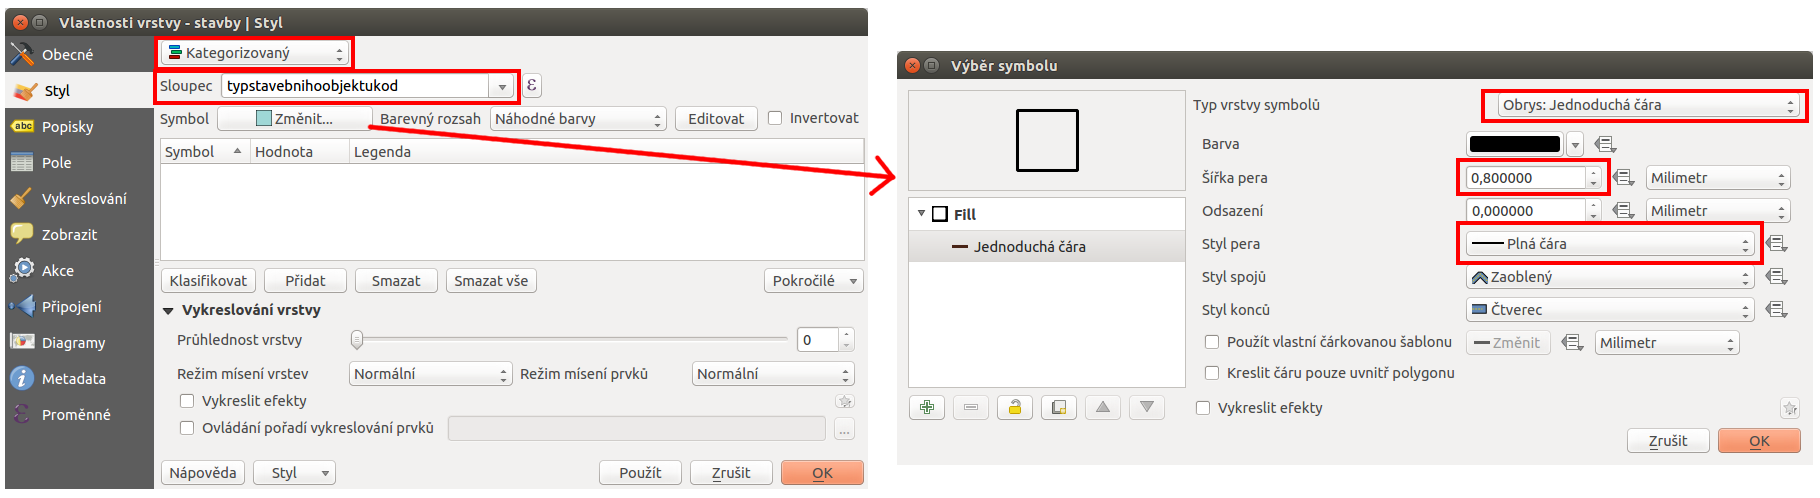 Vlastnosti vrstvy - stavby | Styl
Obecné
Styl
Popisky
Pole
Vykreslování
Zobrazit
Akce
Připojení
Diagramy
Metadata
Proměnné
Kategorizovaný
Sloupec typstavebnihoobjektukod ε
Symbol Změnit... Barevný rozsah Náhodné barvy Editovat Invertovat
Symbol Hodnota Legenda
Klasifikovat Přidat Smazat Smazat vše Pokročilé
Vykreslování vrstvy
Průhlednost vrstvy 0
Režim mísení vrstev Normální Režim mísení prvků Normální
Vykreslit efekty
Ovládání pořadí vykreslování prvků ...
Nápověda Styl Použít Zrušit OK
Výběr symbolu
Fill
Jednoduchá čára
Typ vrstvy symbolů Obrys: Jednoduchá čára
Barva
Šířka pera 0,800000 Milimetr
Odsazení 0,000000 Milimetr
Styl pera Plná čára
Styl spojů Zaoblený
Styl konců Čtverec
Použít vlastní čárkovanou šablonu Změnit Milimetr
Kreslit čáru pouze uvnitř polygonu
Vykreslit efekty
Zrušit OK